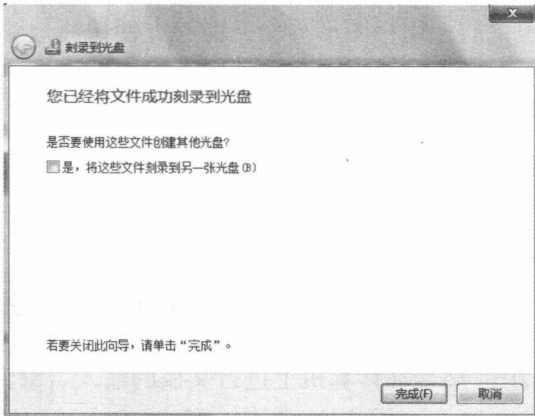 刻录到光盘
您已经将文件成功刻录到光盘
是否要使用这些文件创建其他光盘?
是，将这些文件刻录到另一张光盘(B)
若要关闭此向导，请单击“完成”。
完成(F) 取消